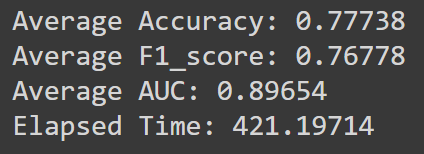 Average Accuracy: 0.77738
Average F1_score: 0.76778
Average AUC: 0.89654
Elapsed Time: 421.19714